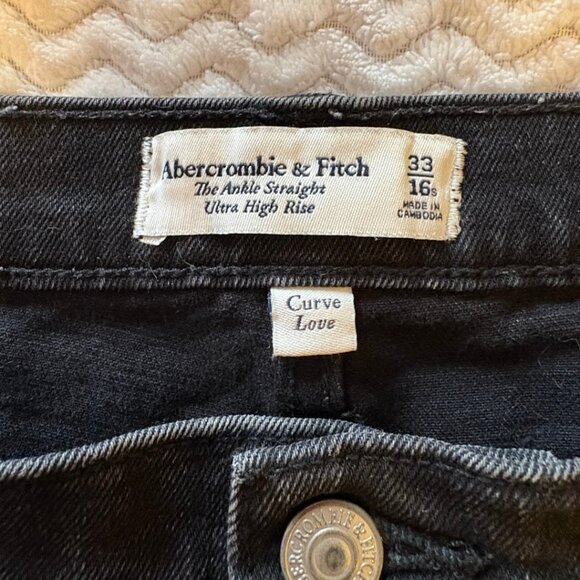 Abercrombie & Fitch
The Ankle Straight
Ultra High Rise
33
16s
MADE IN
CAMBODIA
Curve
Love
ABERCROMBIE & FITCH